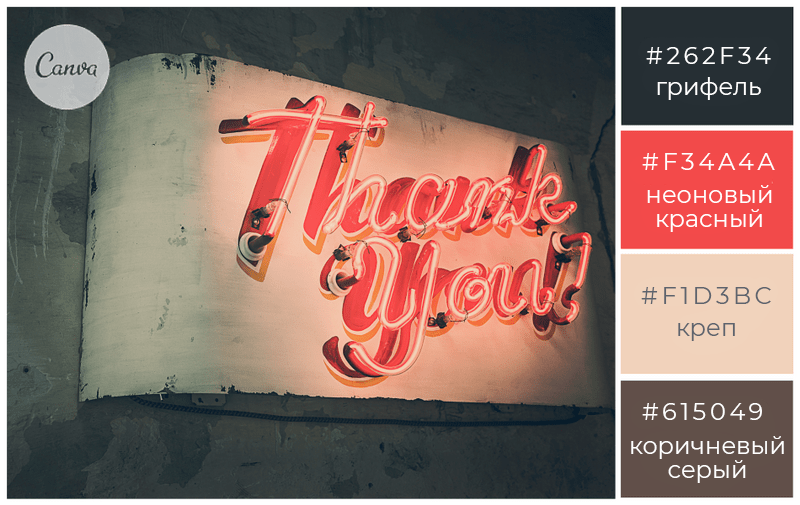 Canva
Thank
You!
#262F34
грифель
#F34A4A
неоновый
красный
#F1D3BC
креп
#615049
коричневый
серый